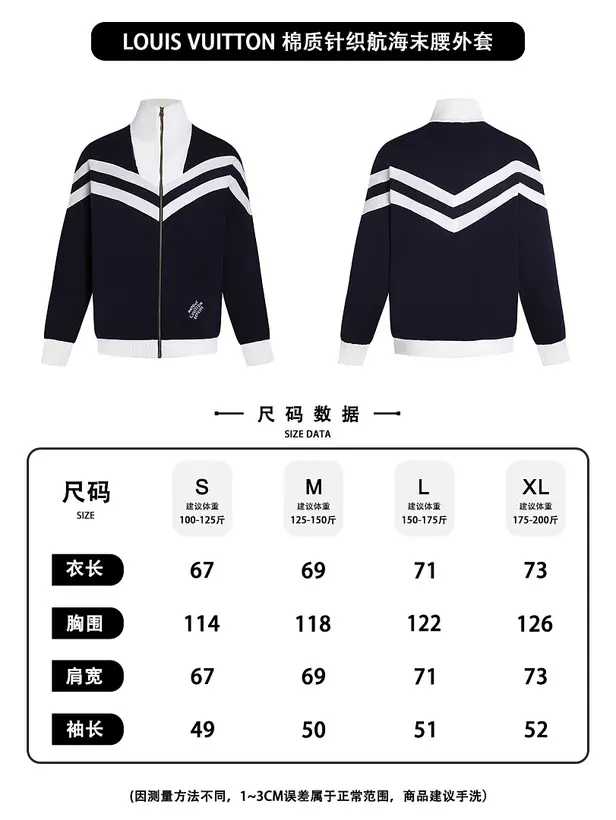 LOUIS VUITTON 棉质针织航海末腰外套
尺码数据
SIZE DATA
尺码
SIZE
S
建议体重
100-125斤
M
建议体重
125-150斤
L
建议体重
150-175斤
XL
建议体重
175-200斤
衣长 67 69 71 73
胸围 114 118 122 126
肩宽 67 69 71 73
袖长 49 50 51 52
(因测量方法不同，1~3CM误差属于正常范围，商品建议手洗)